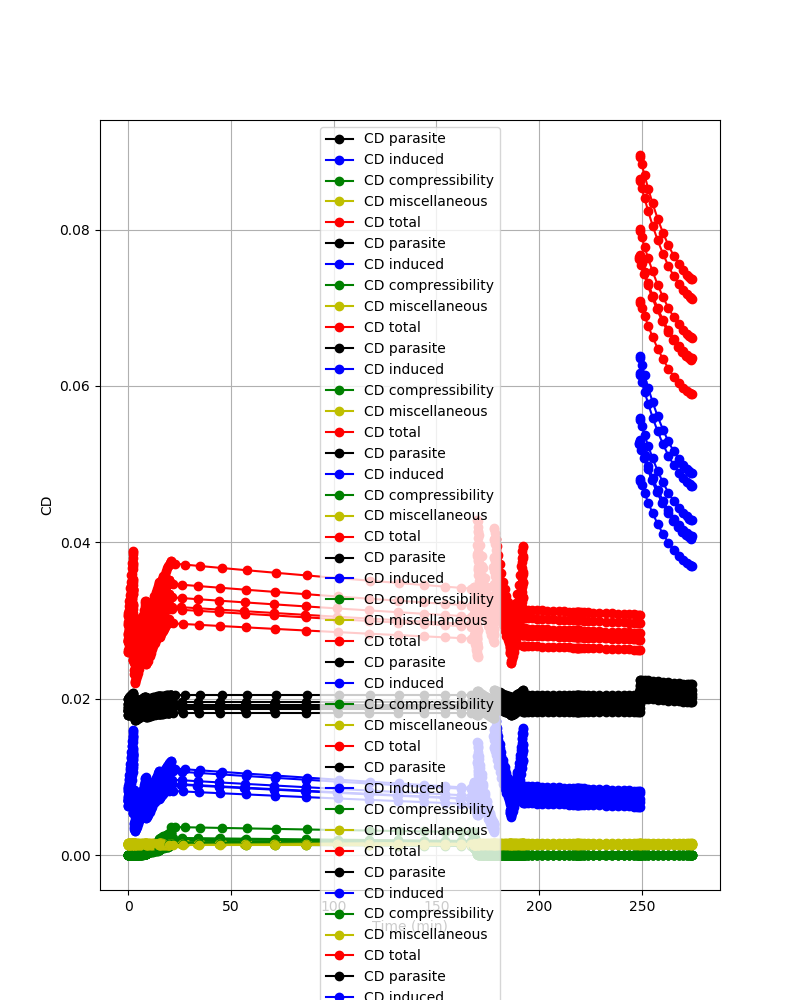 CD parasite
CD induced
CD compressibility
CD miscellaneous
CD total
CD parasite
CD induced
CD compressibility
CD miscellaneous
CD total
CD parasite
CD induced
CD compressibility
CD miscellaneous
CD total
CD parasite
CD induced
CD compressibility
CD miscellaneous
CD total
CD parasite
CD induced
CD compressibility
CD miscellaneous
CD total
CD parasite
CD induced
CD compressibility
CD miscellaneous
CD total
CD parasite
CD induced
CD compressibility
CD miscellaneous
CD total
CD parasite
CD induced
CD compressibility
CD miscellaneous
CD total
CD parasite
CD induced
0.08
0.06
0.04
0.02
0.00
CD
0 50 100 150 200 250
Time (min)